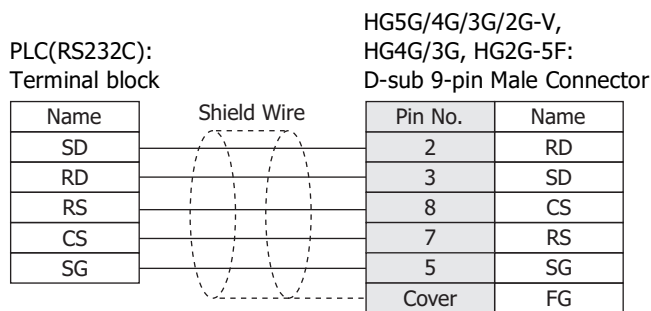 HG5G/4G/3G/2G-V,
PLC(RS232C): HG4G/3G, HG2G-5F:
Terminal block D-sub 9-pin Male Connector
Name Shield Wire Pin No. Name
SD 2 RD
RD 3 SD
RS 8 CS
CS 7 RS
SG 5 SG
Cover FG